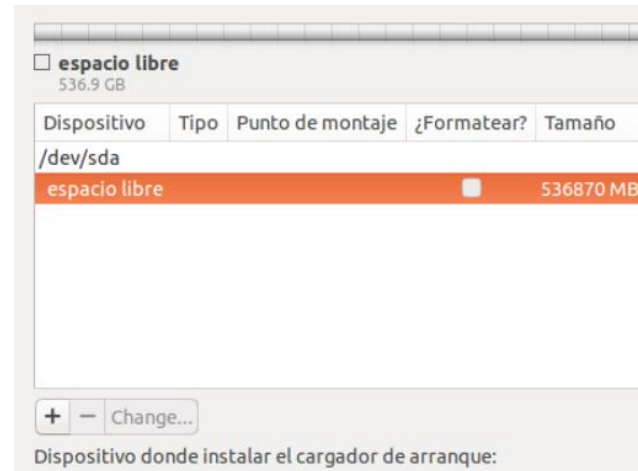 espacio libre
536.9 GB
Dispositivo Tipo Punto de montaje ¿Formatear? Tamaño
/dev/sda
espacio libre 536870 MB
+ − Change...
Dispositivo donde instalar el cargador de arranque: